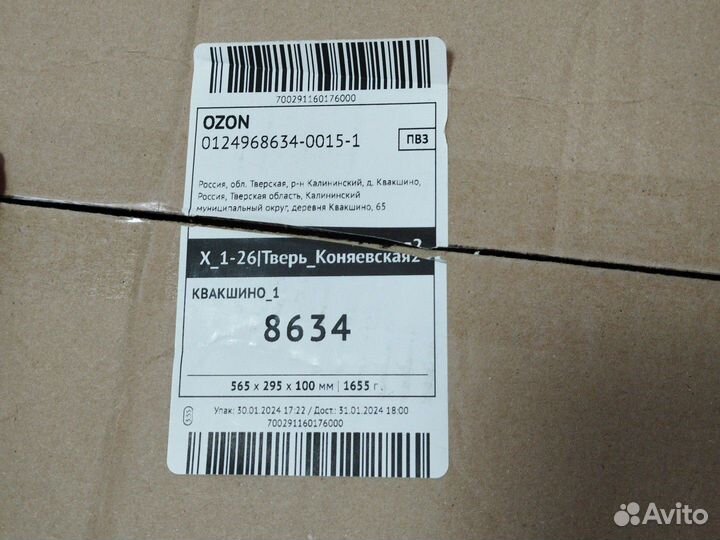 700291160176000
OZON
0124968634-0015-1
ПВЗ
Россия, обл. Тверская, р-н Калининский, д. Квакшино,
Россия, Тверская область, Калининский
муниципальный округ, деревня Квакшино, 65
X_1-26|Тверь_Коняевская2
КВАКШИНО_1
8634
565 x 295 x 100 мм | 1655 г.
Упак: 30.01.2024 17:22 / Дост: 31.01.2024 18:00
700291160176000
Avito